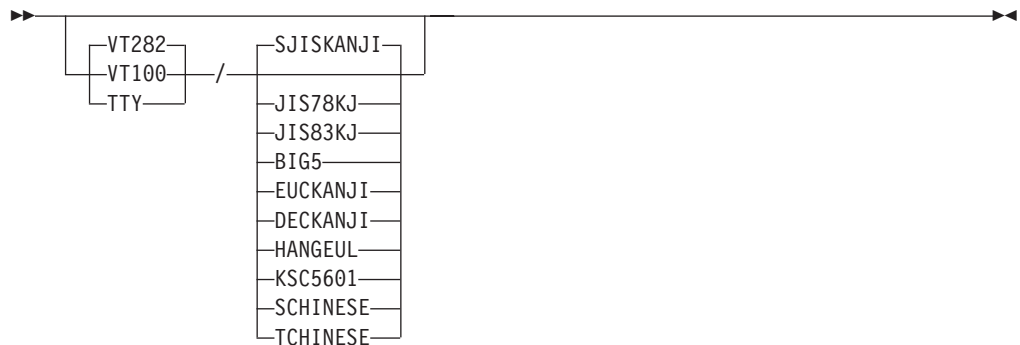 VT282 SJISKANJI
VT100 /
TTY JIS78KJ
JIS83KJ
BIG5
EUCKANJI
DECKANJI
HANGEUL
KSC5601
SCHINESE
TCHINESE